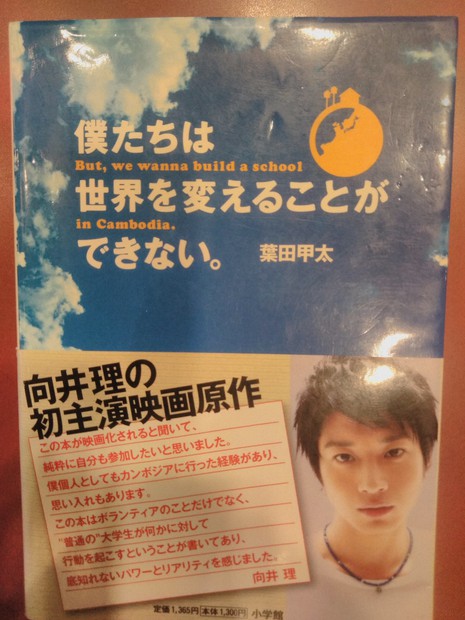 僕たちは
But, we wanna build a school
世界を変えることが
in Cambodia.
できない。
葉田甲太
向井理の
初主演映画原作
この本が映画化されると聞いて、
純粋に自分も参加したいと思いました。
僕個人としてもカンボジアに行った経験があり、
思い入れもあります。
この本はボランティアのことだけでなく、
“普通の”大学生が何かに対して
行動を起こすということが書いてあり、
底知れないパワーとリアリティを感じました。
向井 理
定価1,365円 本体1,300円 小学館